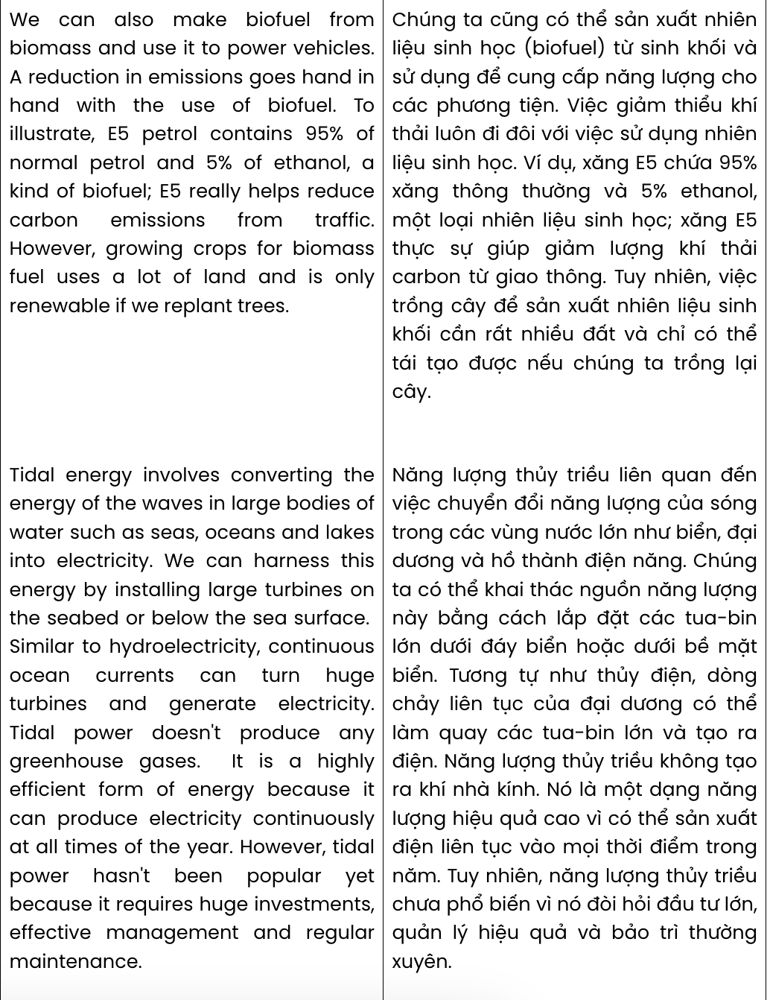 We can also make biofuel from
biomass and use it to power vehicles.
A reduction in emissions goes hand in
hand with the use of biofuel. To
illustrate, E5 petrol contains 95% of
normal petrol and 5% of ethanol, a
kind of biofuel; E5 really helps reduce
carbon emissions from traffic.
However, growing crops for biomass
fuel uses a lot of land and is only
renewable if we replant trees.
Chúng ta cũng có thể sản xuất nhiên
liệu sinh học (biofuel) từ sinh khối và
sử dụng để cung cấp năng lượng cho
các phương tiện. Việc giảm thiểu khí
thải luôn đi đôi với việc sử dụng nhiên
liệu sinh học. Ví dụ, xăng E5 chứa 95%
xăng thông thường và 5% ethanol,
một loại nhiên liệu sinh học; xăng E5
thực sự giúp giảm lượng khí thải
carbon từ giao thông. Tuy nhiên, việc
trồng cây để sản xuất nhiên liệu sinh
khối cần rất nhiều đất và chỉ có thể
tái tạo được nếu chúng ta trồng lại
cây.
Tidal energy involves converting the
energy of the waves in large bodies of
water such as seas, oceans and lakes
into electricity. We can harness this
energy by installing large turbines on
the seabed or below the sea surface.
Similar to hydroelectricity, continuous
ocean currents can turn huge
turbines and generate electricity.
Tidal power doesn't produce any
greenhouse gases. It is a highly
efficient form of energy because it
can produce electricity continuously
at all times of the year. However, tidal
power hasn't been popular yet
because it requires huge investments,
effective management and regular
maintenance.
Năng lượng thủy triều liên quan đến
việc chuyển đổi năng lượng của sóng
trong các vùng nước lớn như biển, đại
dương và hồ thành điện năng. Chúng
ta có thể khai thác nguồn năng lượng
này bằng cách lắp đặt các tua-bin
lớn dưới đáy biển hoặc dưới bề mặt
biển. Tương tự như thủy điện, dòng
chảy liên tục của đại dương có thể
làm quay các tua-bin lớn và tạo ra
điện. Năng lượng thủy triều không tạo
ra khí nhà kính. Nó là một dạng năng
lượng hiệu quả cao vì có thể sản xuất
điện liên tục vào mọi thời điểm trong
năm. Tuy nhiên, năng lượng thủy triều
chưa phổ biến vì nó đòi hỏi đầu tư lớn,
quản lý hiệu quả và bảo trì thường
xuyên.